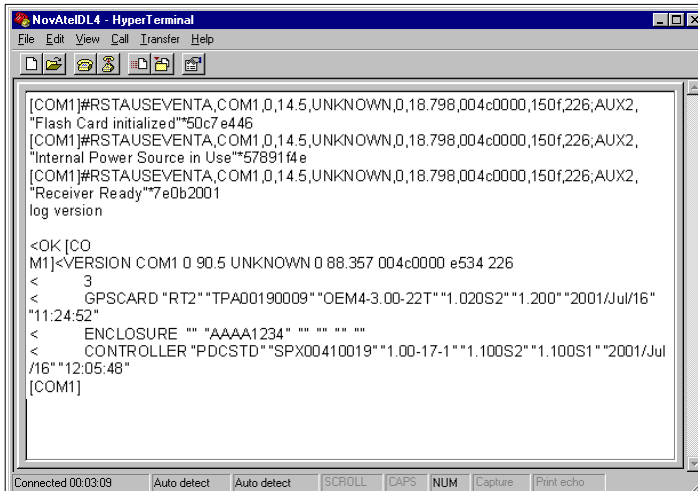 NovAtelDL4 - HyperTerminal
File Edit View Call Transfer Help
[COM1]#RSTAUSEVENTA,COM1,0,14.5,UNKNOWN,0,18.798,004c0000,150f,226;AUX2,
"Flash Card initialized"*50c7e446
[COM1]#RSTAUSEVENTA,COM1,0,14.5,UNKNOWN,0,18.798,004c0000,150f,226;AUX2,
"Internal Power Source in Use"*57891f4e
[COM1]#RSTAUSEVENTA,COM1,0,14.5,UNKNOWN,0,18.798,004c0000,150f,226;AUX2,
"Receiver Ready"*7e0b2001
log version
<OK [CO
M1]<VERSION COM1 0 90.5 UNKNOWN 0 88.357 004c0000 e534 226
< 3
< GPSCARD "RT2" "TPA00190009" "OEM4-3.00-22T" "1.020S2" "1.200" "2001/Jul/16"
"11:24:52"
< ENCLOSURE "" "AAAA1234" "" "" "" ""
< CONTROLLER "PDCSTD" "SPX00410019" "1.00-17-1" "1.100S2" "1.100S1" "2001/Jul
/16" "12:05:48"
[COM1]
Connected 00:03:09 Auto detect Auto detect SCROLL CAPS NUM Capture Print echo